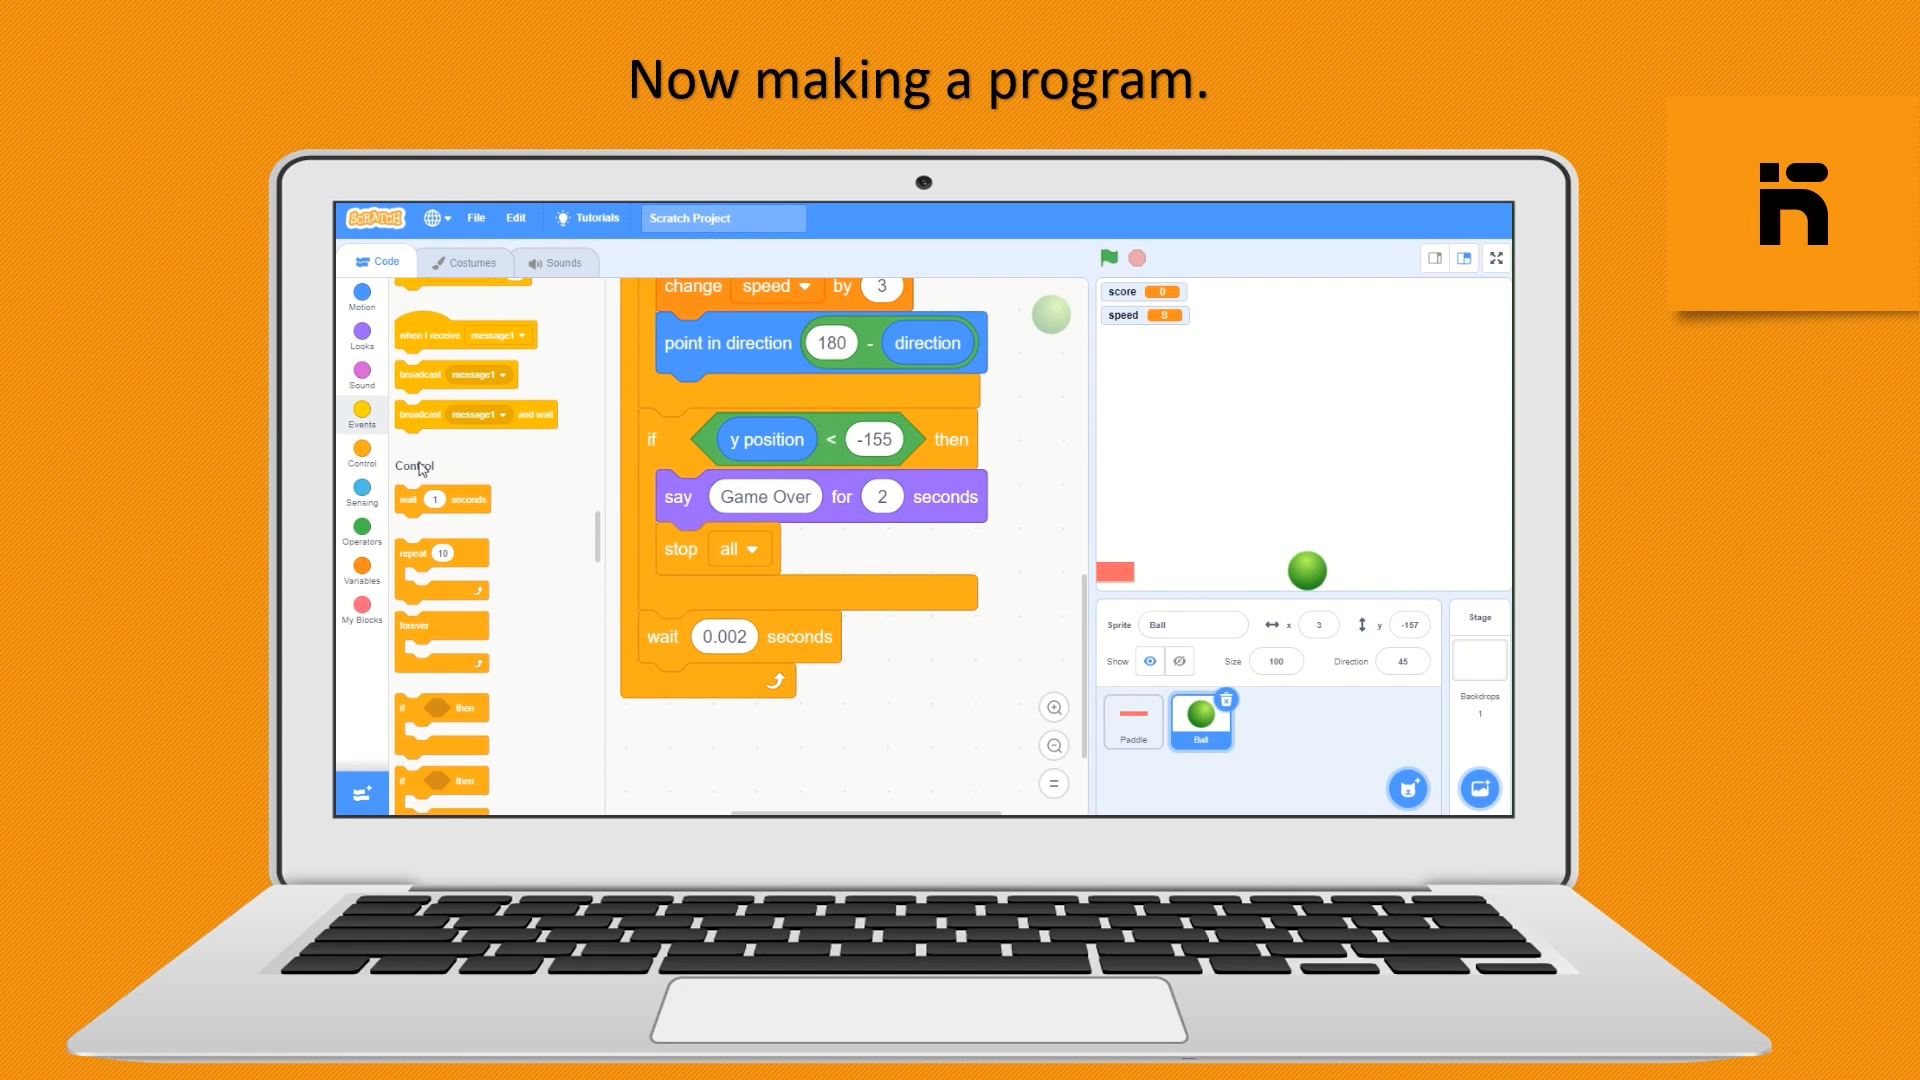 Now making a program.
SCRATCH
File
Edit
Tutorials
Scratch Project
Code
Costumes
Sounds
Motion
Looks
Sound
Events
Control
Sensing
Operators
Variables
My Blocks
when I receive message1
broadcast message1
broadcast message1 and wait
Control
wait 1 seconds
repeat 10
forever
if then
if then
change speed by 3
point in direction 180 - direction
if y position < -155 then
say Game Over for 2 seconds
stop all
wait 0.002 seconds
score 0
speed 8
Sprite Ball x 3 y -157
Show Size 100 Direction 45
Paddle
Ball
Stage
Backdrops
1